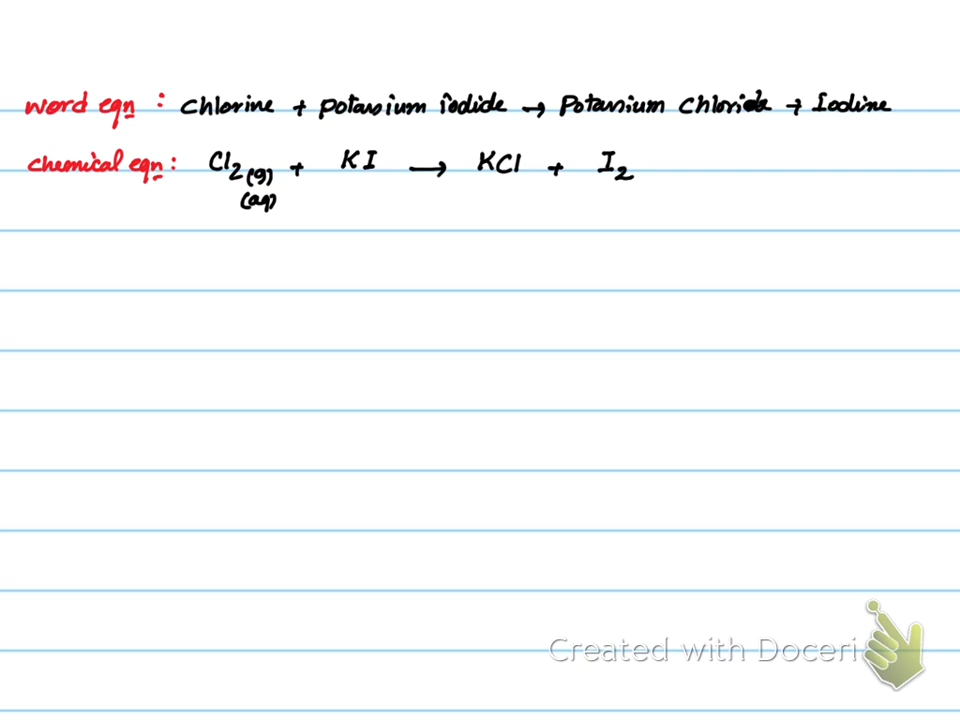 word eqn : Chlorine + Potassium iodide → Potassium Chloride + Iodine
chemical eqn : Cl₂(g) + KI → KCl + I₂
(aq)
Created with Doceri